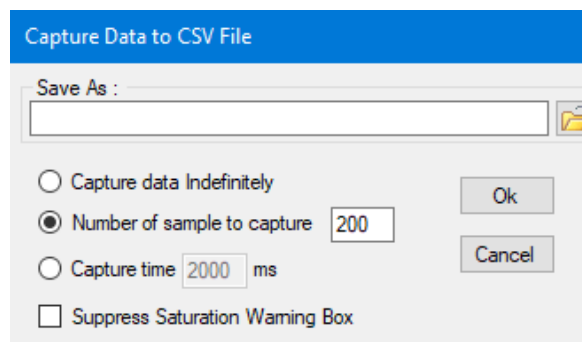 Capture Data to CSV File
Save As :
Capture data Indefinitely
Number of sample to capture 200
Ok
Capture time 2000 ms
Cancel
Suppress Saturation Warning Box